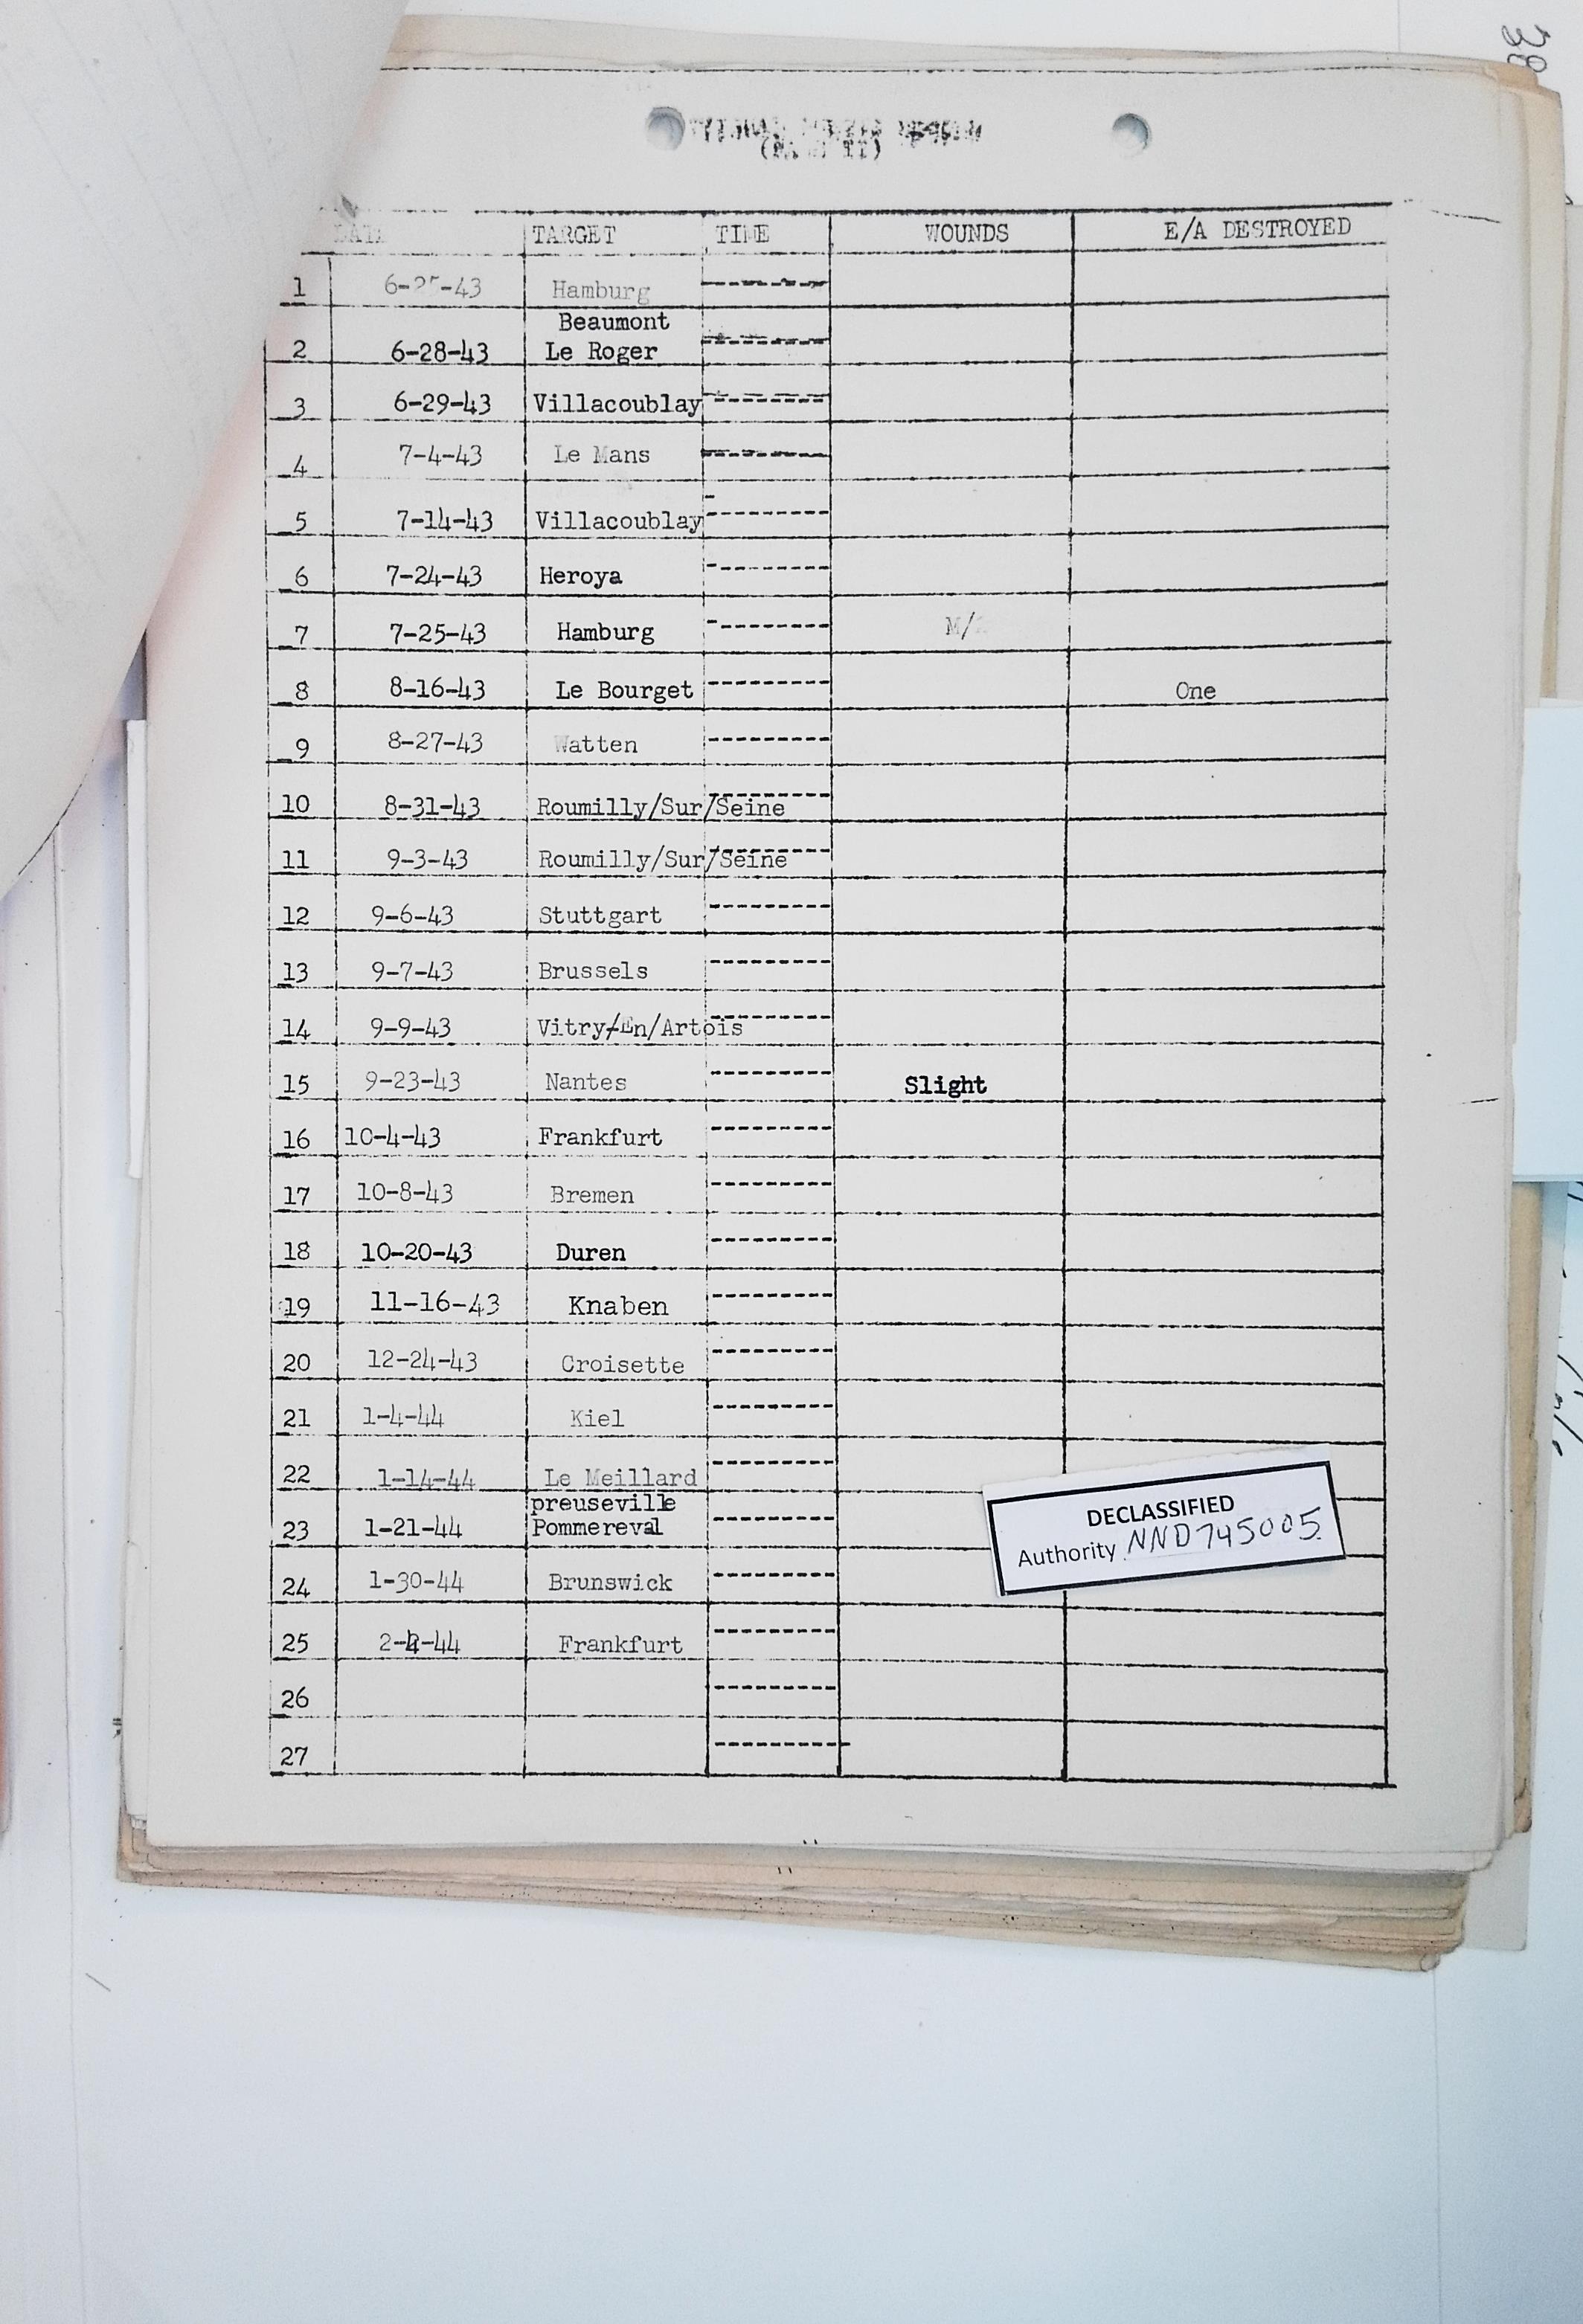 38
TARGET TIME WOUNDS E/A DESTROYED
1 Hamburg ---------
Beaumont
2 6-28-43 Le Roger ---------
3 6-29-43 Villacoublay ---------
4 7-4-43 Le Mans ---------
5 7-14-43 Villacoublay ---------
6 7-24-43 Heroya ---------
7 7-25-43 Hamburg ---------
8 8-16-43 Le Bourget --------- One
9 8-27-43 Watten ---------
10 8-31-43 Roumilly/Sur/Seine ---------
11 9-3-43 Roumilly/Sur/Seine ---------
12 9-6-43 Stuttgart ---------
13 9-7-43 Brussels ---------
14 9-9-43 Vitry/En/Artois ---------
15 9-23-43 Nantes --------- Slight
16 10-4-43 Frankfurt ---------
17 10-8-43 Bremen ---------
18 10-20-43 Duren ---------
19 11-16-43 Knaben ---------
20 12-24-43 Croisette ---------
21 1-4-44 Kiel ---------
22 1-14-44 Le Meillard ---------
preuseville
23 1-21-44 Pommereval ---------
24 1-30-44 Brunswick ---------
25 Frankfurt ---------
26 ---------
27 ----------
DECLASSIFIED
Authority NND745005